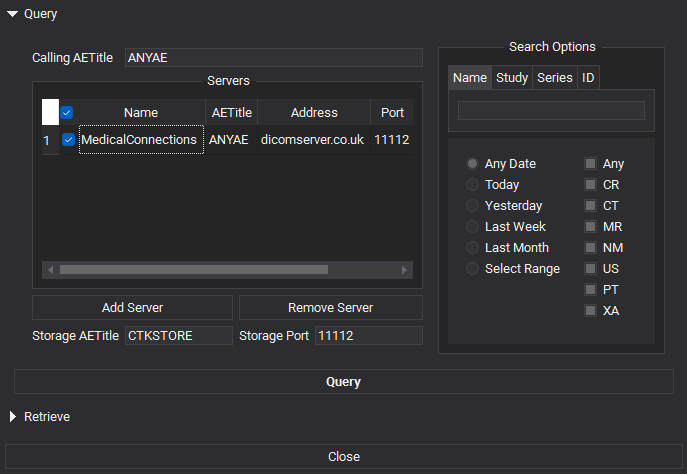 Query
Calling AETitle ANYAE
Servers
Name AETitle Address Port
1 MedicalConnections ANYAE dicomserver.co.uk 11112
Add Server Remove Server
Storage AETitle CTKSTORE Storage Port 11112
Search Options
Name Study Series ID
Any Date Any
Today CR
Yesterday CT
Last Week MR
Last Month NM
Select Range US
PT
XA
Query
Retrieve
Close